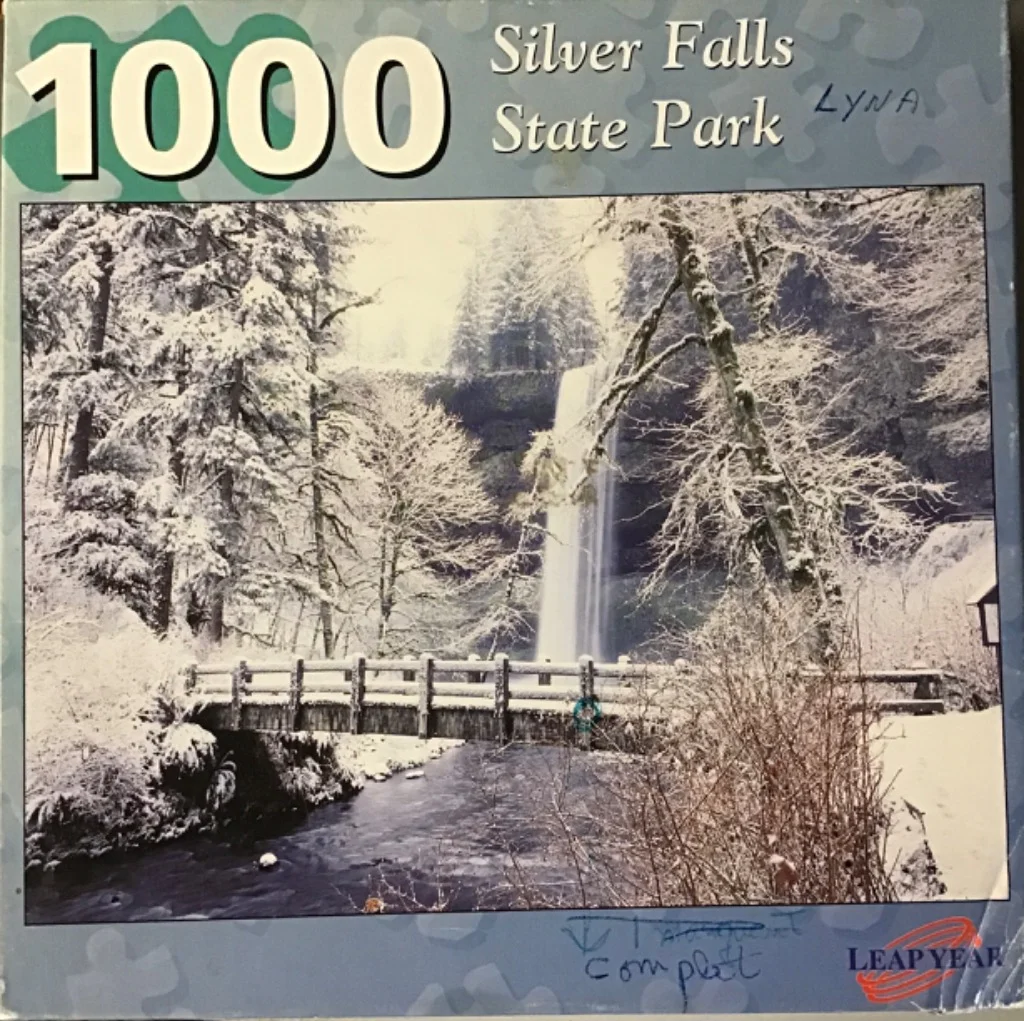 1000
Silver Falls
State Park
LYNA
complet
LEAP YEAR